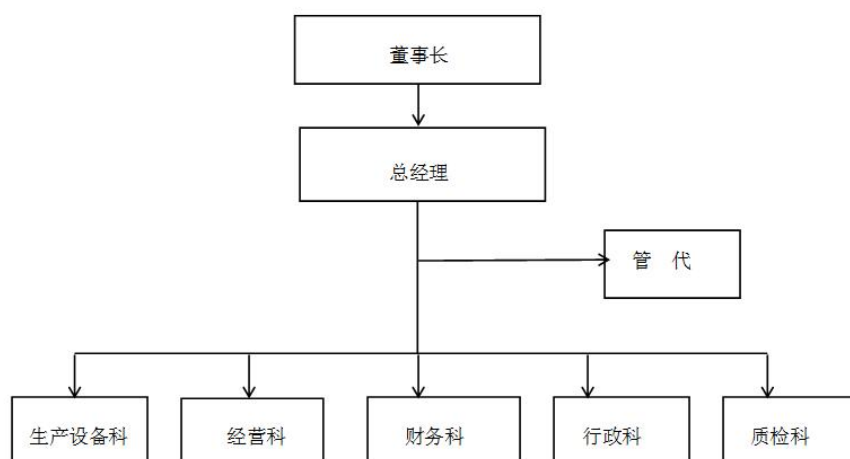 董事长
总经理
管 代
生产设备科
经营科
财务科
行政科
质检科